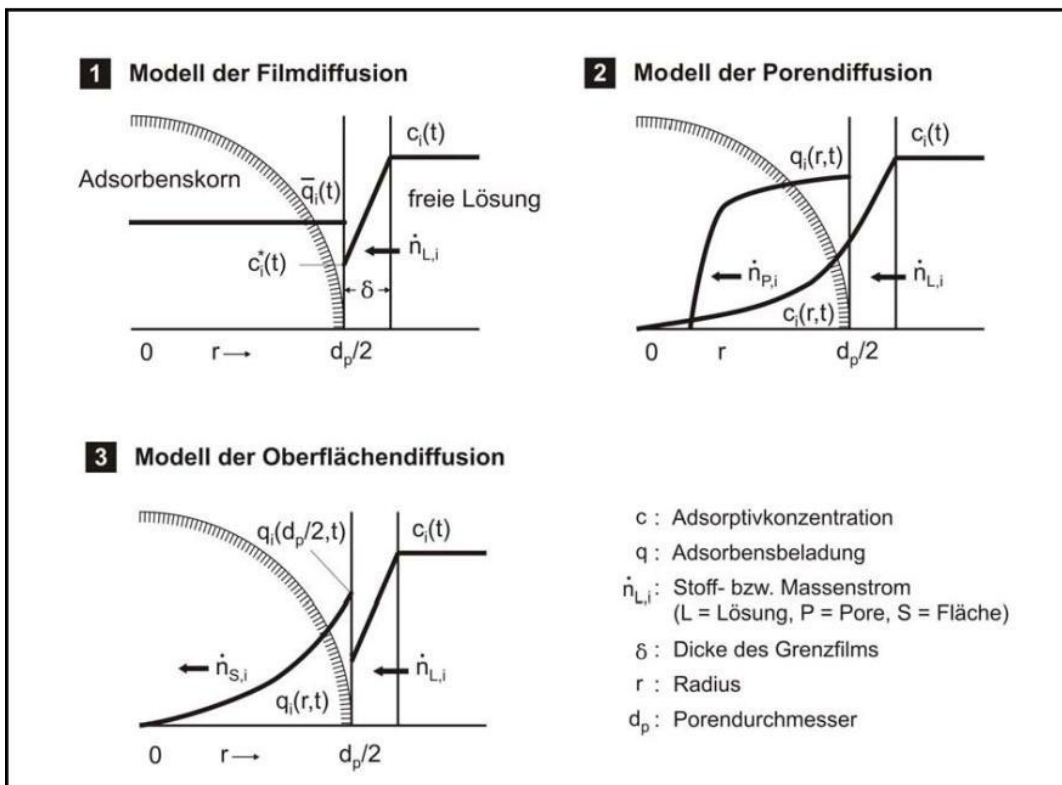 1 Modell der Filmdiffusion
cᵢ(t)
Adsorbenskorn
q̅ᵢ(t)
freie Lösung
cᵢ*(t)
ṅL,i
δ
0 r→ dₚ/2
2 Modell der Porendiffusion
cᵢ(t)
qᵢ(r,t)
ṅP,i
ṅL,i
cᵢ(r,t)
0 r dₚ/2
3 Modell der Oberflächendiffusion
qᵢ(dₚ/2,t)
cᵢ(t)
ṅS,i
ṅL,i
qᵢ(r,t)
0 r→ dₚ/2
c : Adsorptivkonzentration
q : Adsorbensbeladung
ṅL,i : Stoff- bzw. Massenstrom
(L = Lösung, P = Pore, S = Fläche)
δ : Dicke des Grenzfilms
r : Radius
dₚ : Porendurchmesser